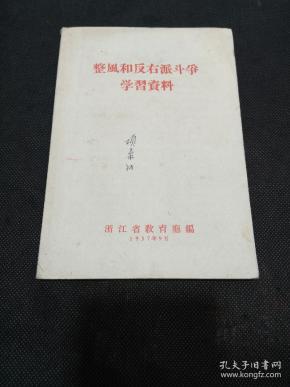 整風和反右派斗爭
学習資料
浙江省教育廳編
1957年9月
孔夫子旧书网